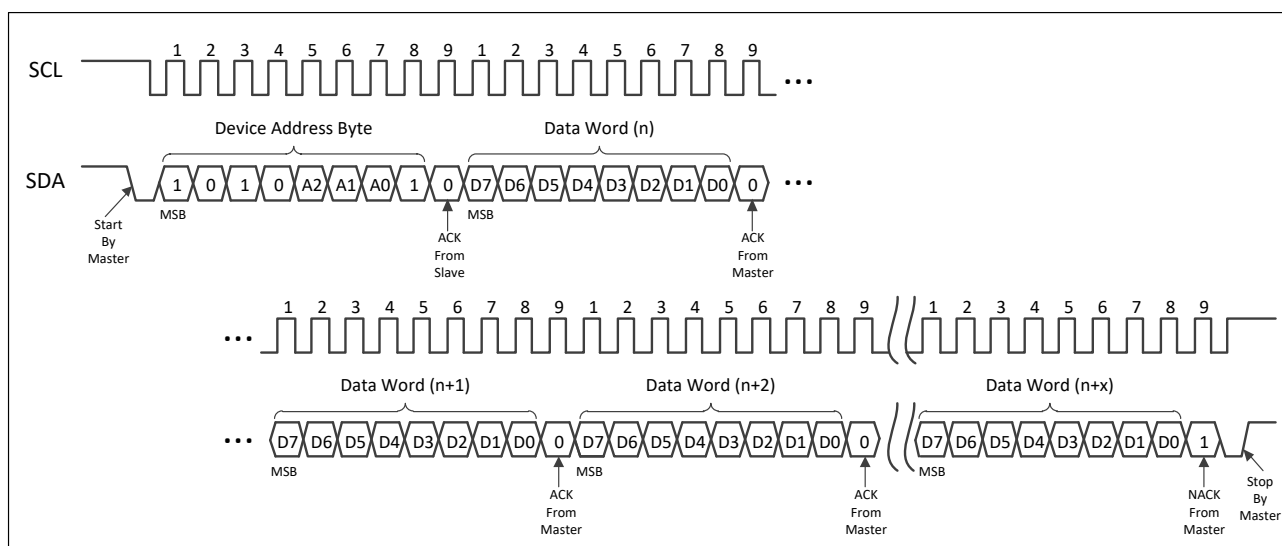 1 2 3 4 5 6 7 8 9 1 2 3 4 5 6 7 8 9
SCL ...
Device Address Byte Data Word (n)
SDA 1 0 1 0 A2 A1 A0 1 0 D7 D6 D5 D4 D3 D2 D1 D0 0 ...
MSB MSB
Start
By
Master
ACK
From
Slave
ACK
From
Master
1 2 3 4 5 6 7 8 9 1 2 3 4 5 6 7 8 9 1 2 3 4 5 6 7 8 9
...
Data Word (n+1) Data Word (n+2) Data Word (n+x)
... D7 D6 D5 D4 D3 D2 D1 D0 0 D7 D6 D5 D4 D3 D2 D1 D0 0 D7 D6 D5 D4 D3 D2 D1 D0 1
MSB MSB MSB
ACK
From
Master
ACK
From
Master
NACK
From
Master
Stop
By
Master